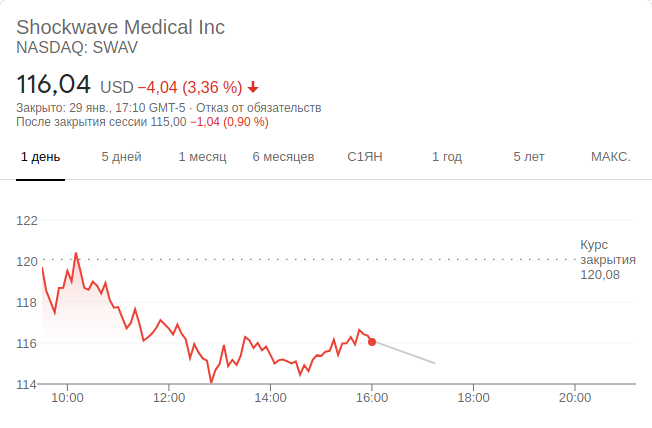 Shockwave Medical Inc
NASDAQ: SWAV
116,04 USD −4,04 (3,36 %)
Закрыто: 29 янв., 17:10 GMT-5 · Отказ от обязательств
После закрытия сессии 115,00 −1,04 (0,90 %)
1 день 5 дней 1 месяц 6 месяцев С1ЯН 1 год 5 лет МАКС.
122
120
118
116
114
Курс
закрытия
120,08
10:00 12:00 14:00 16:00 18:00 20:00